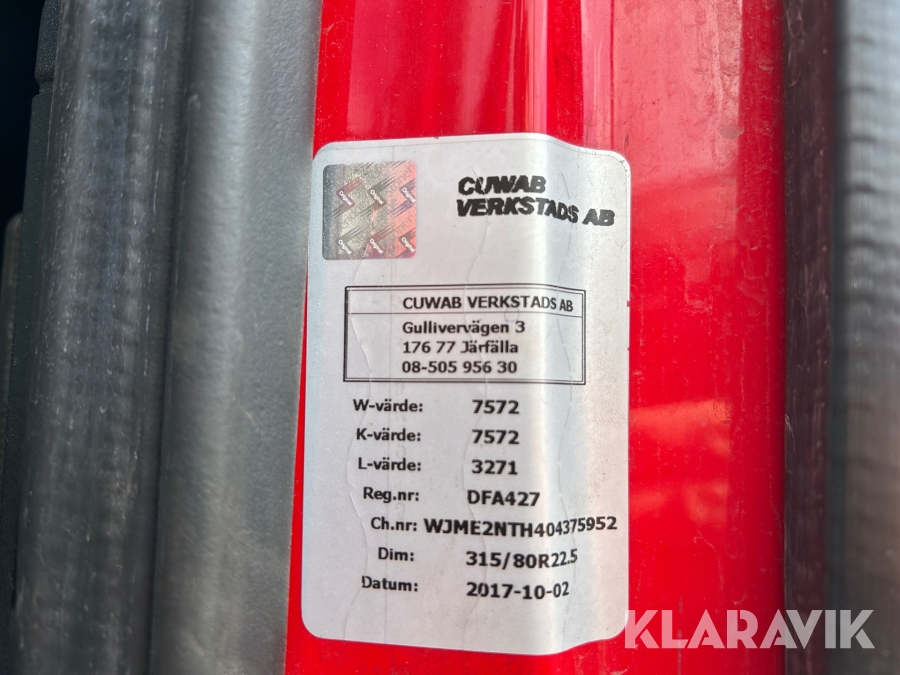 CUWAB
VERKSTADS AB
CUWAB VERKSTADS AB
Gullivervägen 3
176 77 Järfälla
08-505 956 30
W-värde: 7572
K-värde: 7572
L-värde: 3271
Reg.nr: DFA427
Ch.nr: WJME2NTH404375952
Dim: 315/80R22.5
Datum: 2017-10-02
KLARAVIK